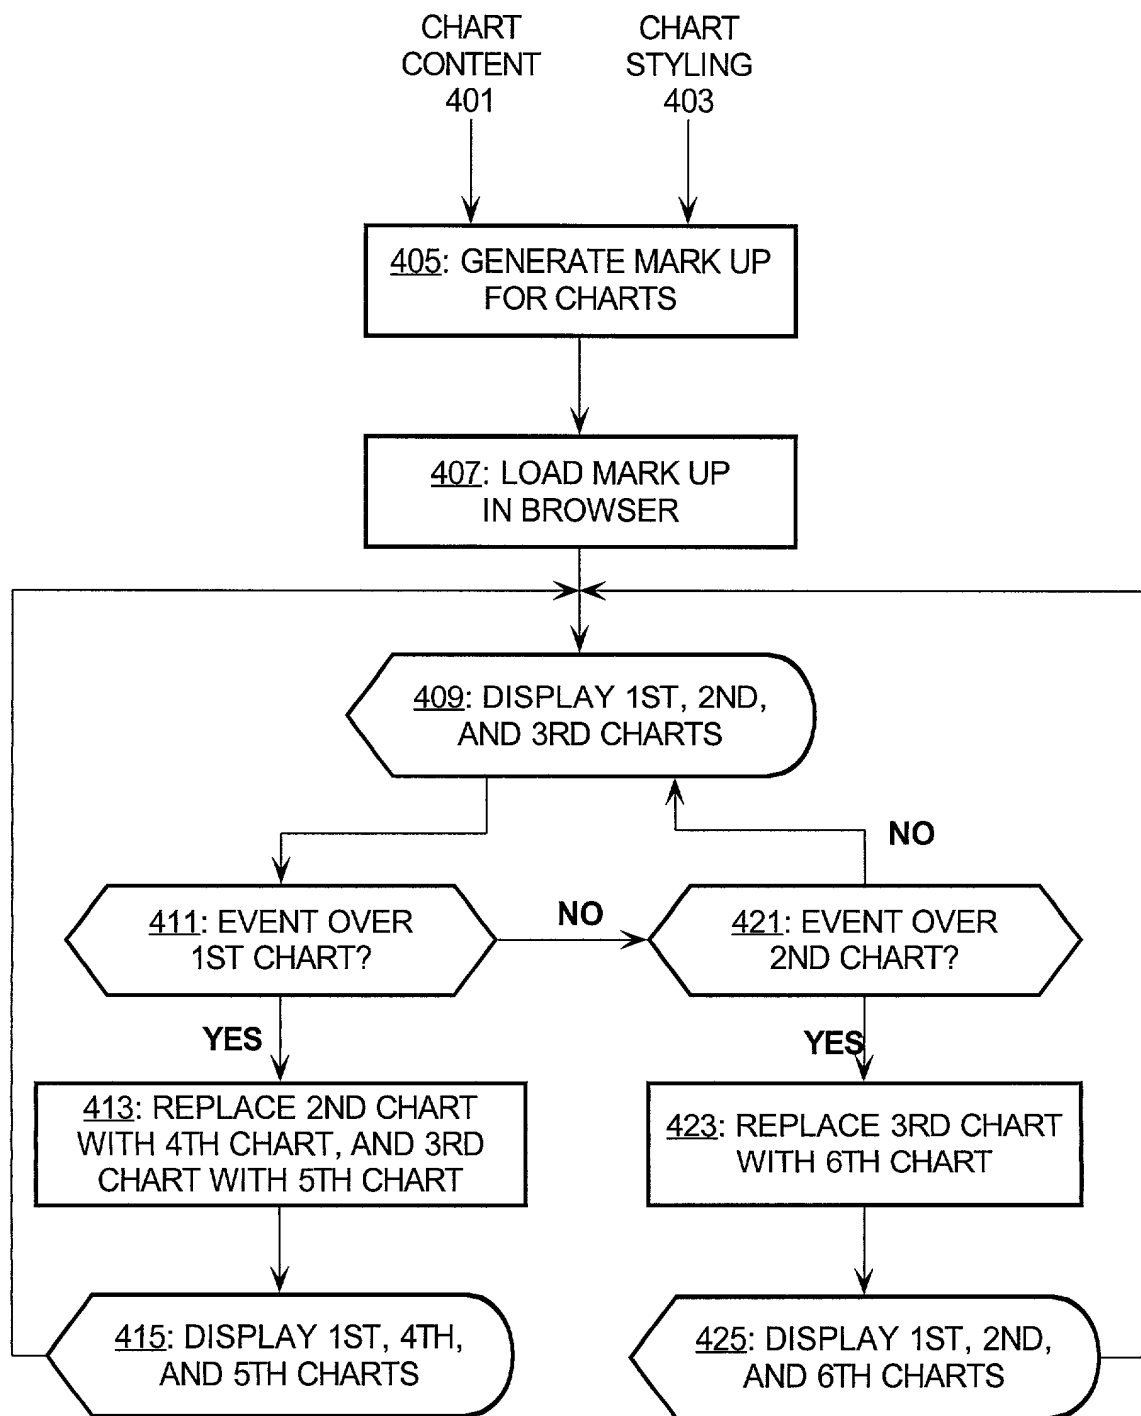 CHART
CONTENT
401
CHART
STYLING
403
405: GENERATE MARK UP
FOR CHARTS
407: LOAD MARK UP
IN BROWSER
409: DISPLAY 1ST, 2ND,
AND 3RD CHARTS
NO
411: EVENT OVER
1ST CHART?
NO
421: EVENT OVER
2ND CHART?
YES
YES
413: REPLACE 2ND CHART
WITH 4TH CHART, AND 3RD
CHART WITH 5TH CHART
423: REPLACE 3RD CHART
WITH 6TH CHART
415: DISPLAY 1ST, 4TH,
AND 5TH CHARTS
425: DISPLAY 1ST, 2ND,
AND 6TH CHARTS